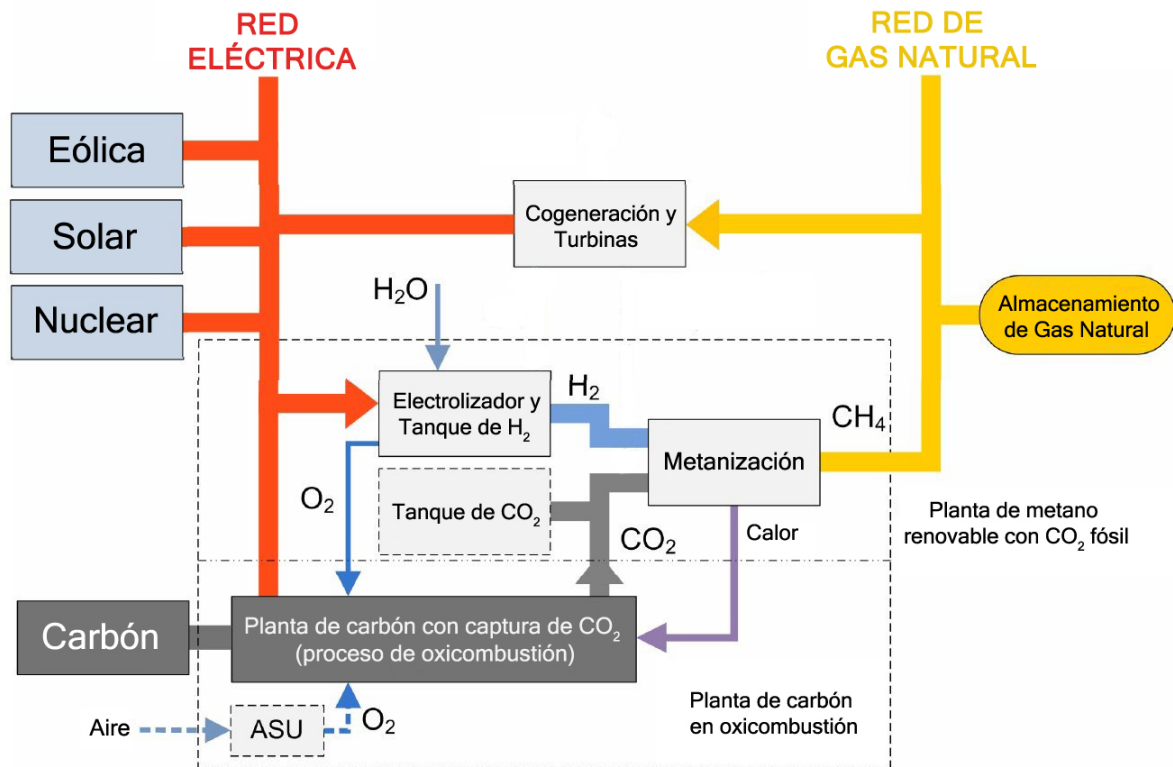 RED
ELÉCTRICA
RED DE
GAS NATURAL
Eólica
Solar
Nuclear
Cogeneración y
Turbinas
Almacenamiento
de Gas Natural
H₂O
Electrolizador y
Tanque de H₂
H₂
CH₄
Metanización
O₂
Tanque de CO₂
CO₂
Calor
Planta de metano
renovable con CO₂ fósil
Carbón
Planta de carbón con captura de CO₂
(proceso de oxicombustión)
Aire
ASU
O₂
Planta de carbón
en oxicombustión